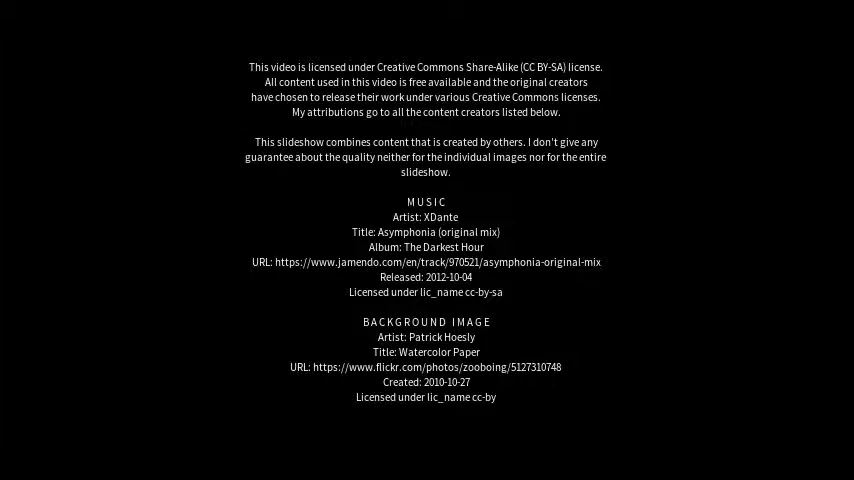 This video is licensed under Creative Commons Share-Alike (CC BY-SA) license.
All content used in this video is free available and the original creators
have chosen to release their work under various Creative Commons licenses.
My attributions go to all the content creators listed below.
This slideshow combines content that is created by others. I don't give any
guarantee about the quality neither for the individual images nor for the entire
slideshow.
M U S I C
Artist: XDante
Title: Asymphonia (original mix)
Album: The Darkest Hour
URL: https://www.jamendo.com/en/track/970521/asymphonia-original-mix
Released: 2012-10-04
Licensed under lic_name cc-by-sa
B A C K G R O U N D   I M A G E
Artist: Patrick Hoesly
Title: Watercolor Paper
URL: https://www.flickr.com/photos/zooboing/5127310748
Created: 2010-10-27
Licensed under lic_name cc-by